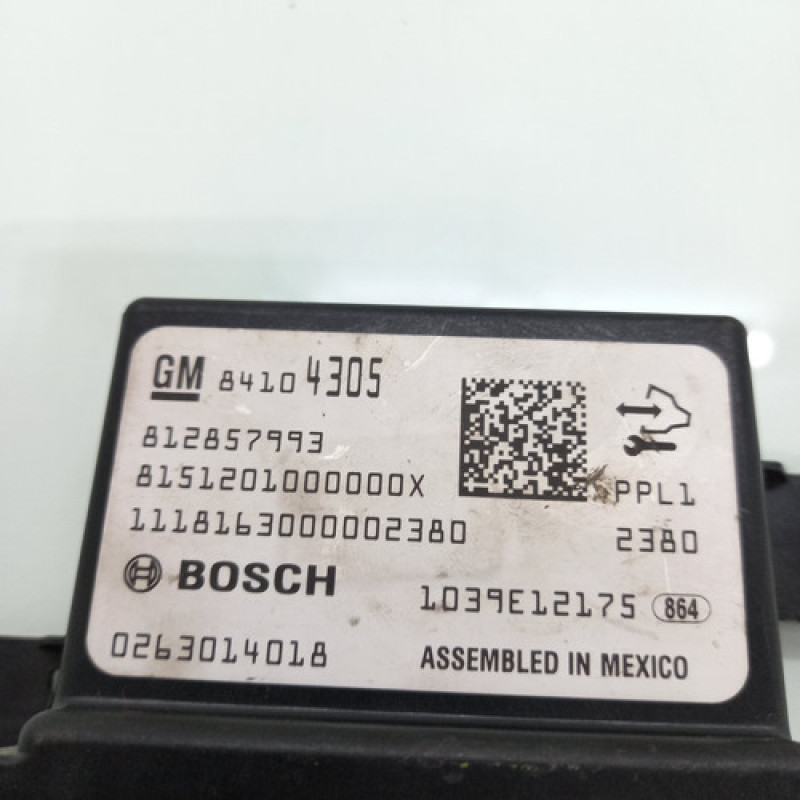 GM 84104305
812857993
8151201000000X
PPL1
1118163000002380
2380
BOSCH
1039E12175 864
0263014018
ASSEMBLED IN MEXICO